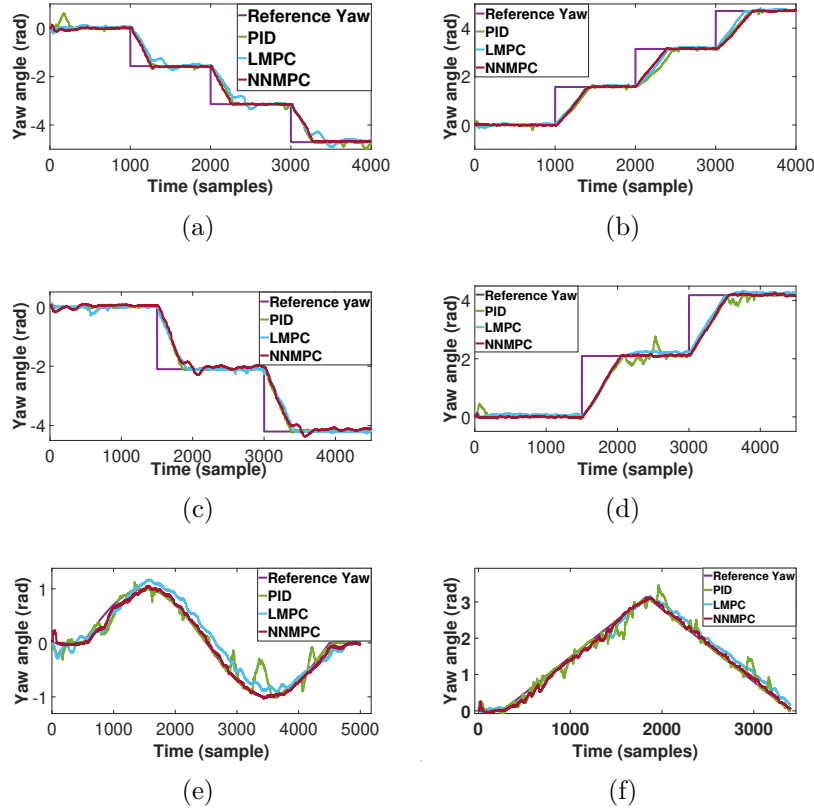 Yaw angle (rad)
0
-2
-4
Reference Yaw
PID
LMPC
NNMPC
0 1000 2000 3000 4000
Time (samples)
(a)
Yaw angle (rad)
4
2
0
Reference Yaw
PID
LMPC
NNMPC
0 1000 2000 3000 4000
Time (samples)
(b)
Yaw angle (rad)
0
-2
-4
Reference yaw
PID
LMPC
NNMPC
0 1000 2000 3000 4000
Time (sample)
(c)
Yaw angle (rad)
4
2
0
Reference Yaw
PID
LMPC
NNMPC
0 1000 2000 3000 4000
Time (sample)
(d)
Yaw angle (rad)
1
0
-1
Reference Yaw
PID
LMPC
NNMPC
0 1000 2000 3000 4000 5000
Time (sample)
(e)
Yaw angle (rad)
3
2
1
0
Reference Yaw
PID
LMPC
NNMPC
0 1000 2000 3000
Time (samples)
(f)